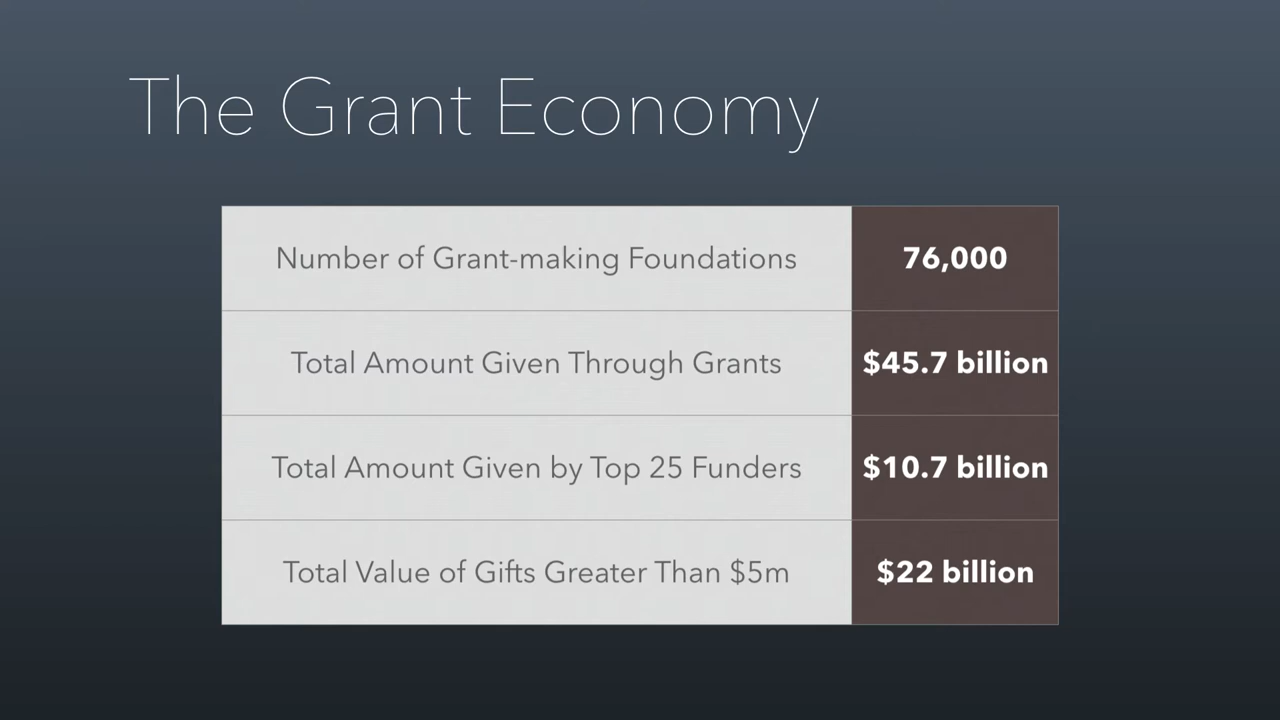 The Grant Economy
Number of Grant-making Foundations
76,000
Total Amount Given Through Grants
$45.7 billion
Total Amount Given by Top 25 Funders
$10.7 billion
Total Value of Gifts Greater Than $5m
$22 billion